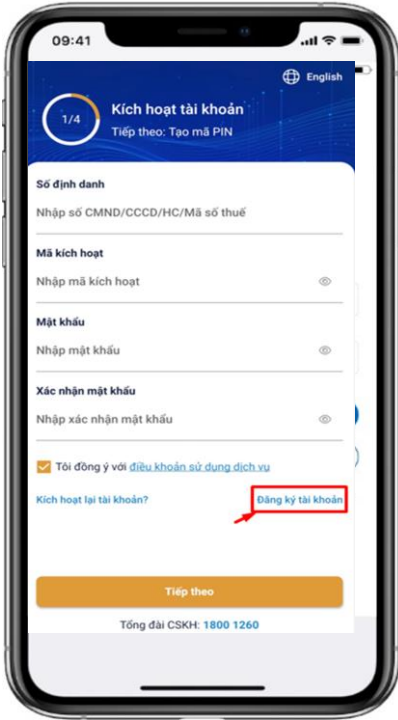 09:41
English
1/4
Kích hoạt tài khoản
Tiếp theo: Tạo mã PIN
Số định danh
Nhập số CMND/CCCD/HC/Mã số thuế
Mã kích hoạt
Nhập mã kích hoạt
Mật khẩu
Nhập mật khẩu
Xác nhận mật khẩu
Nhập xác nhận mật khẩu
Tôi đồng ý với điều khoản sử dụng dịch vụ
Kích hoạt lại tài khoản? Đăng ký tài khoản
Tiếp theo
Tổng đài CSKH: 1800 1260